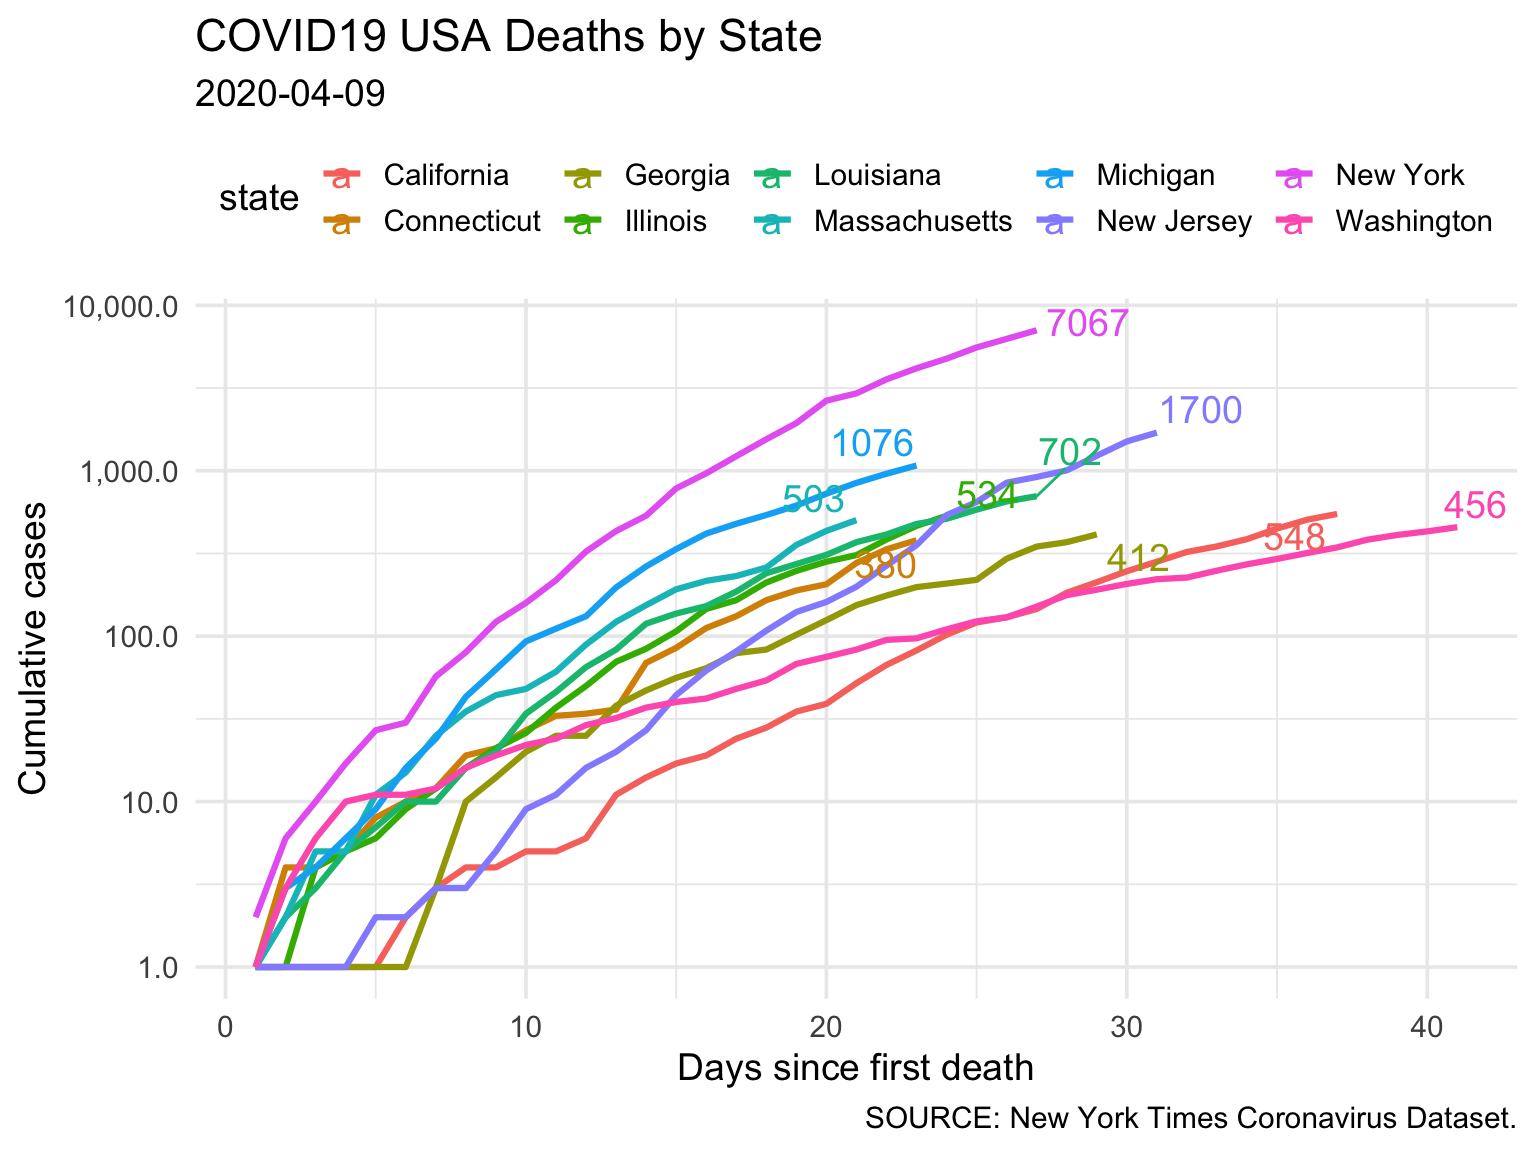 COVID19 USA Deaths by State
2020-04-09
state
a California a Georgia a Louisiana a Michigan a New York
a Connecticut a Illinois a Massachusetts a New Jersey a Washington
10,000.0
7067
1700
1076
702
1,000.0
503
534
456
548
412
380
100.0
10.0
1.0
Cumulative cases
0 10 20 30 40
Days since first death
SOURCE: New York Times Coronavirus Dataset.